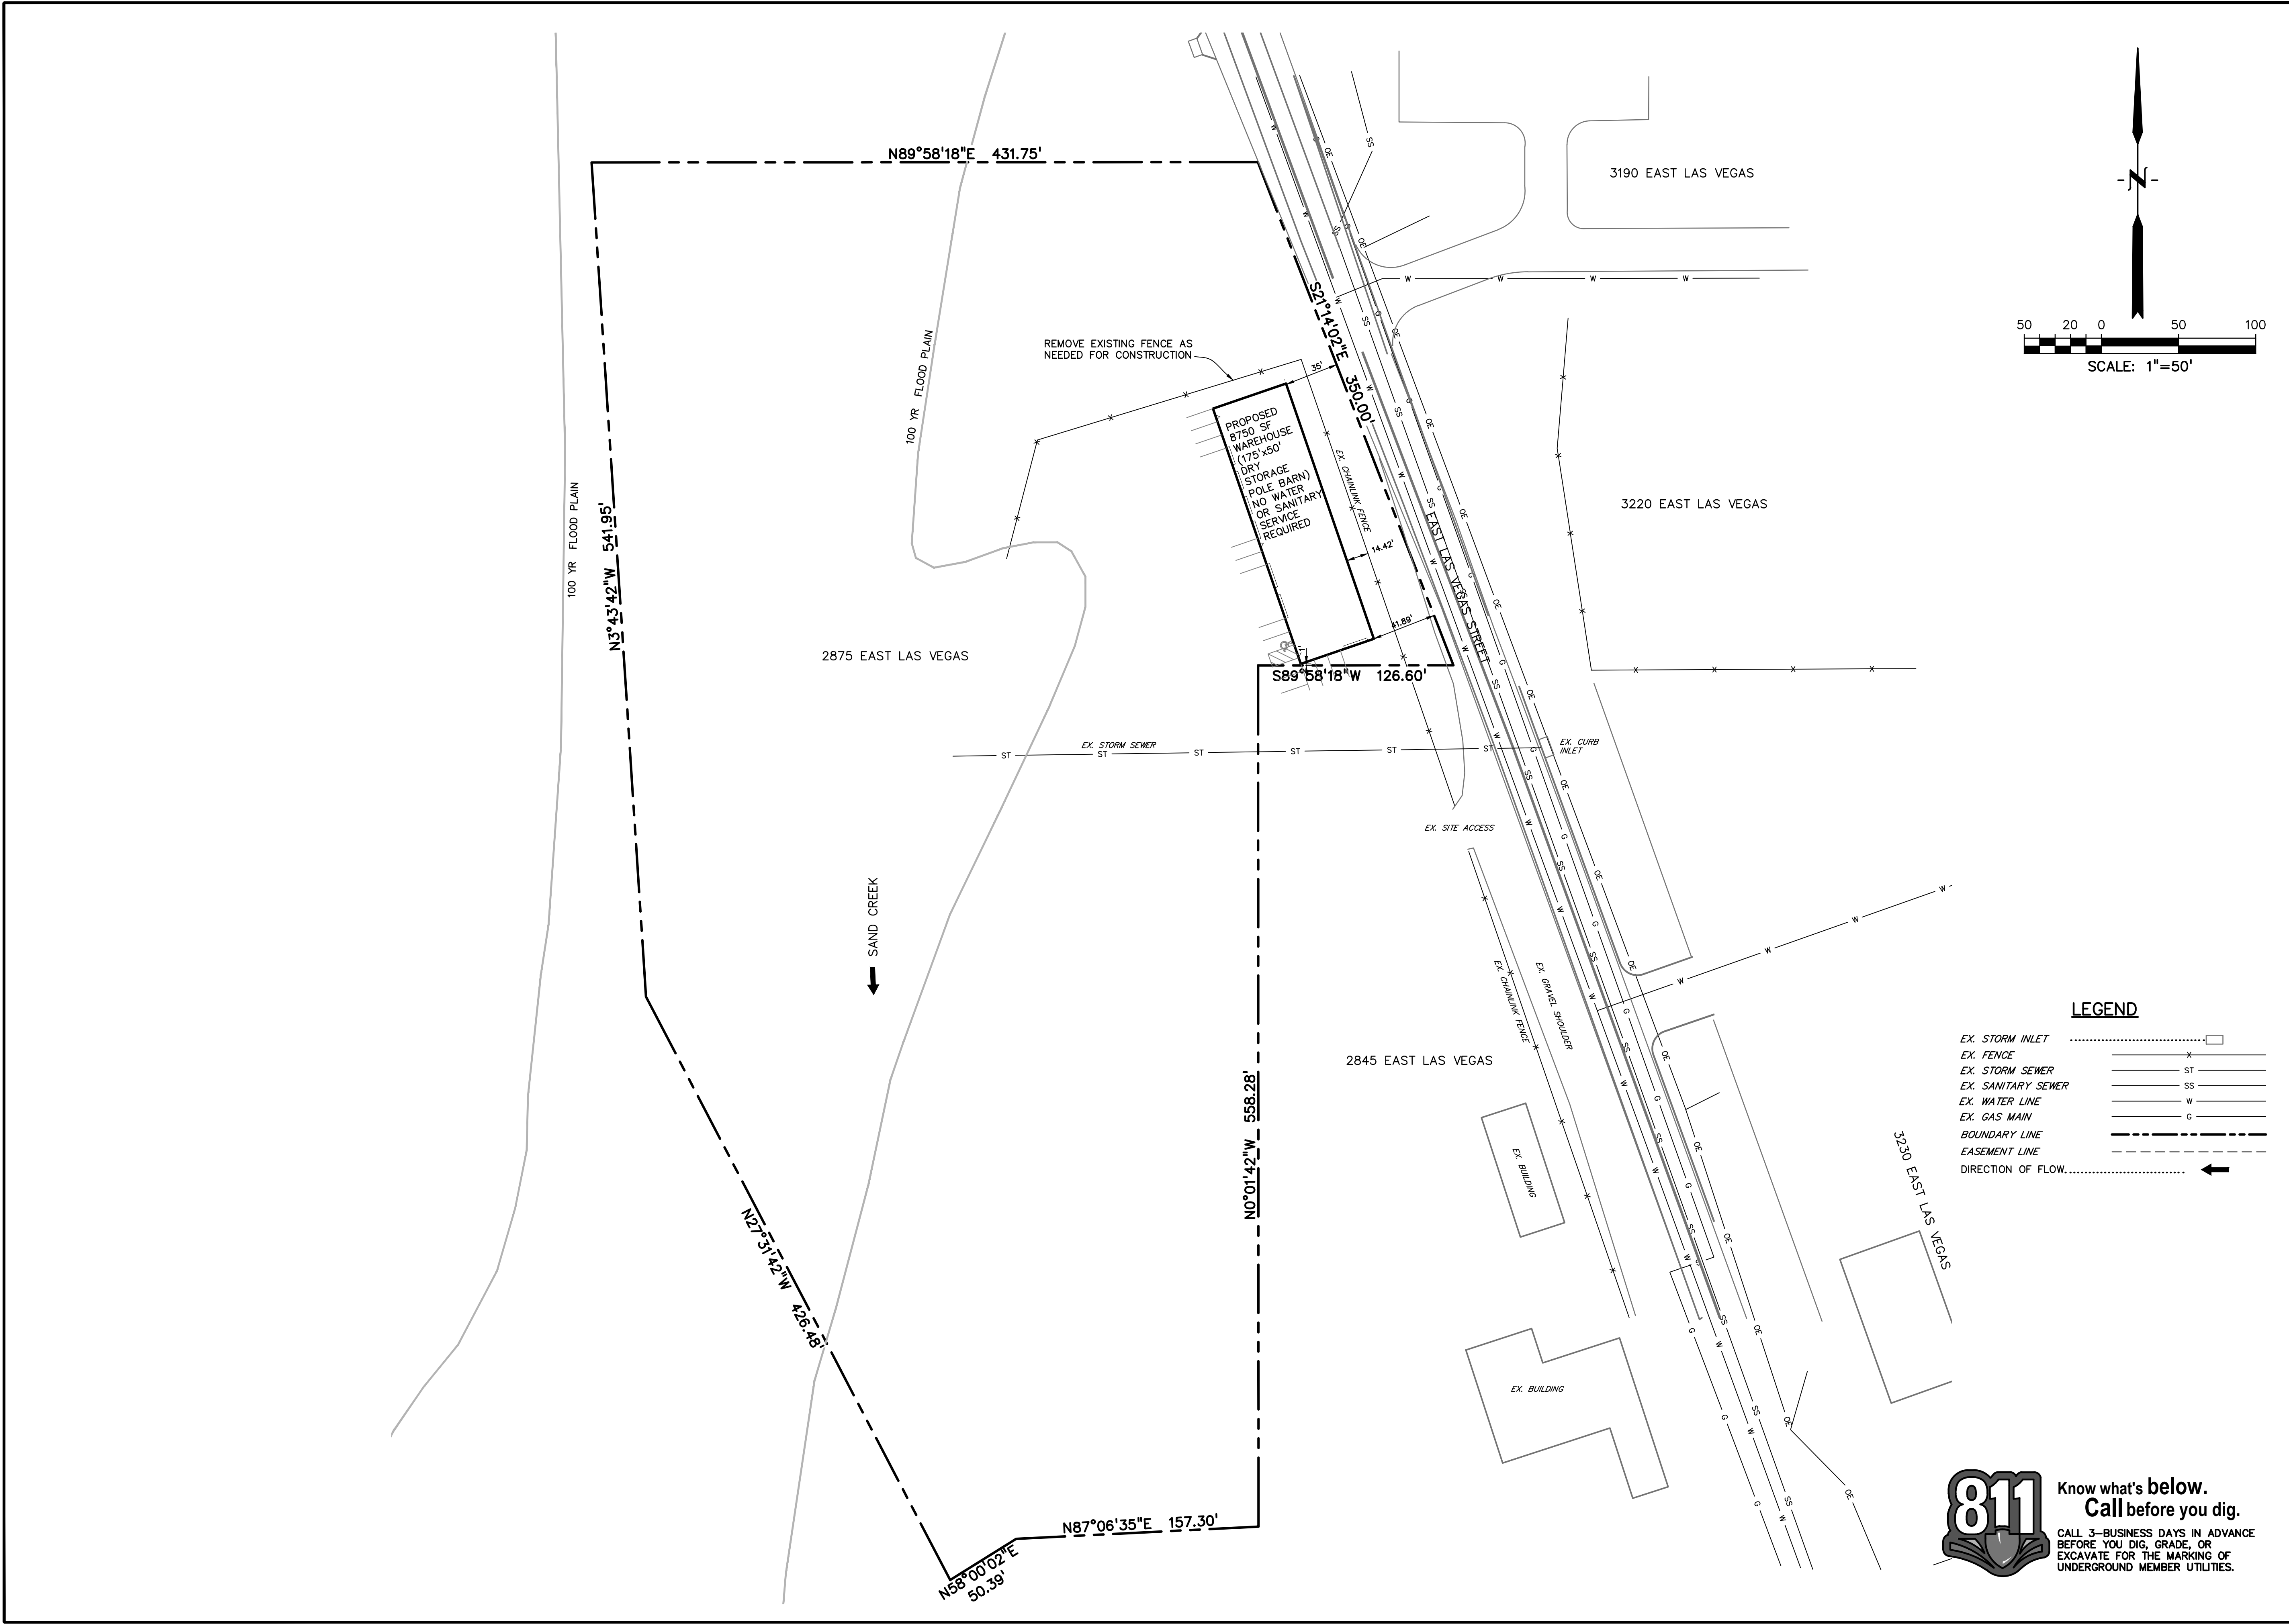 N89°58'18"E 431.75'
3190 EAST LAS VEGAS
N
50 20 0 50 100
SCALE: 1"=50'
S21°14'02"E 350.00'
REMOVE EXISTING FENCE AS
NEEDED FOR CONSTRUCTION
35'
100 YR FLOOD PLAIN
100 YR FLOOD PLAIN
PROPOSED
8750 SF
WAREHOUSE
(175'x50'
DRY
STORAGE
POLE BARN)
NO WATER
OR SANITARY
SERVICE
REQUIRED
EX. CHAINLINK FENCE
14.42'
41.89'
EAST LAS VEGAS STREET
3220 EAST LAS VEGAS
N3°43'42"W 541.95'
2875 EAST LAS VEGAS
S89°58'18"W 126.60'
EX. STORM SEWER
ST ST ST ST ST ST
EX. CURB
INLET
EX. SITE ACCESS
SAND CREEK
EX. CHAINLINK FENCE
EX. GRAVEL SHOULDER
2845 EAST LAS VEGAS
N0°01'42"W 558.28'
EX. BUILDING
3230 EAST LAS VEGAS
N27°31'42"W 426.48'
EX. BUILDING
N87°06'35"E 157.30'
N58°00'02"E
50.39'
LEGEND
EX. STORM INLET
EX. FENCE X
EX. STORM SEWER ST
EX. SANITARY SEWER SS
EX. WATER LINE W
EX. GAS MAIN G
BOUNDARY LINE
EASEMENT LINE
DIRECTION OF FLOW
811
Know what's below.
Call before you dig.
CALL 3-BUSINESS DAYS IN ADVANCE
BEFORE YOU DIG, GRADE, OR
EXCAVATE FOR THE MARKING OF
UNDERGROUND MEMBER UTILITIES.